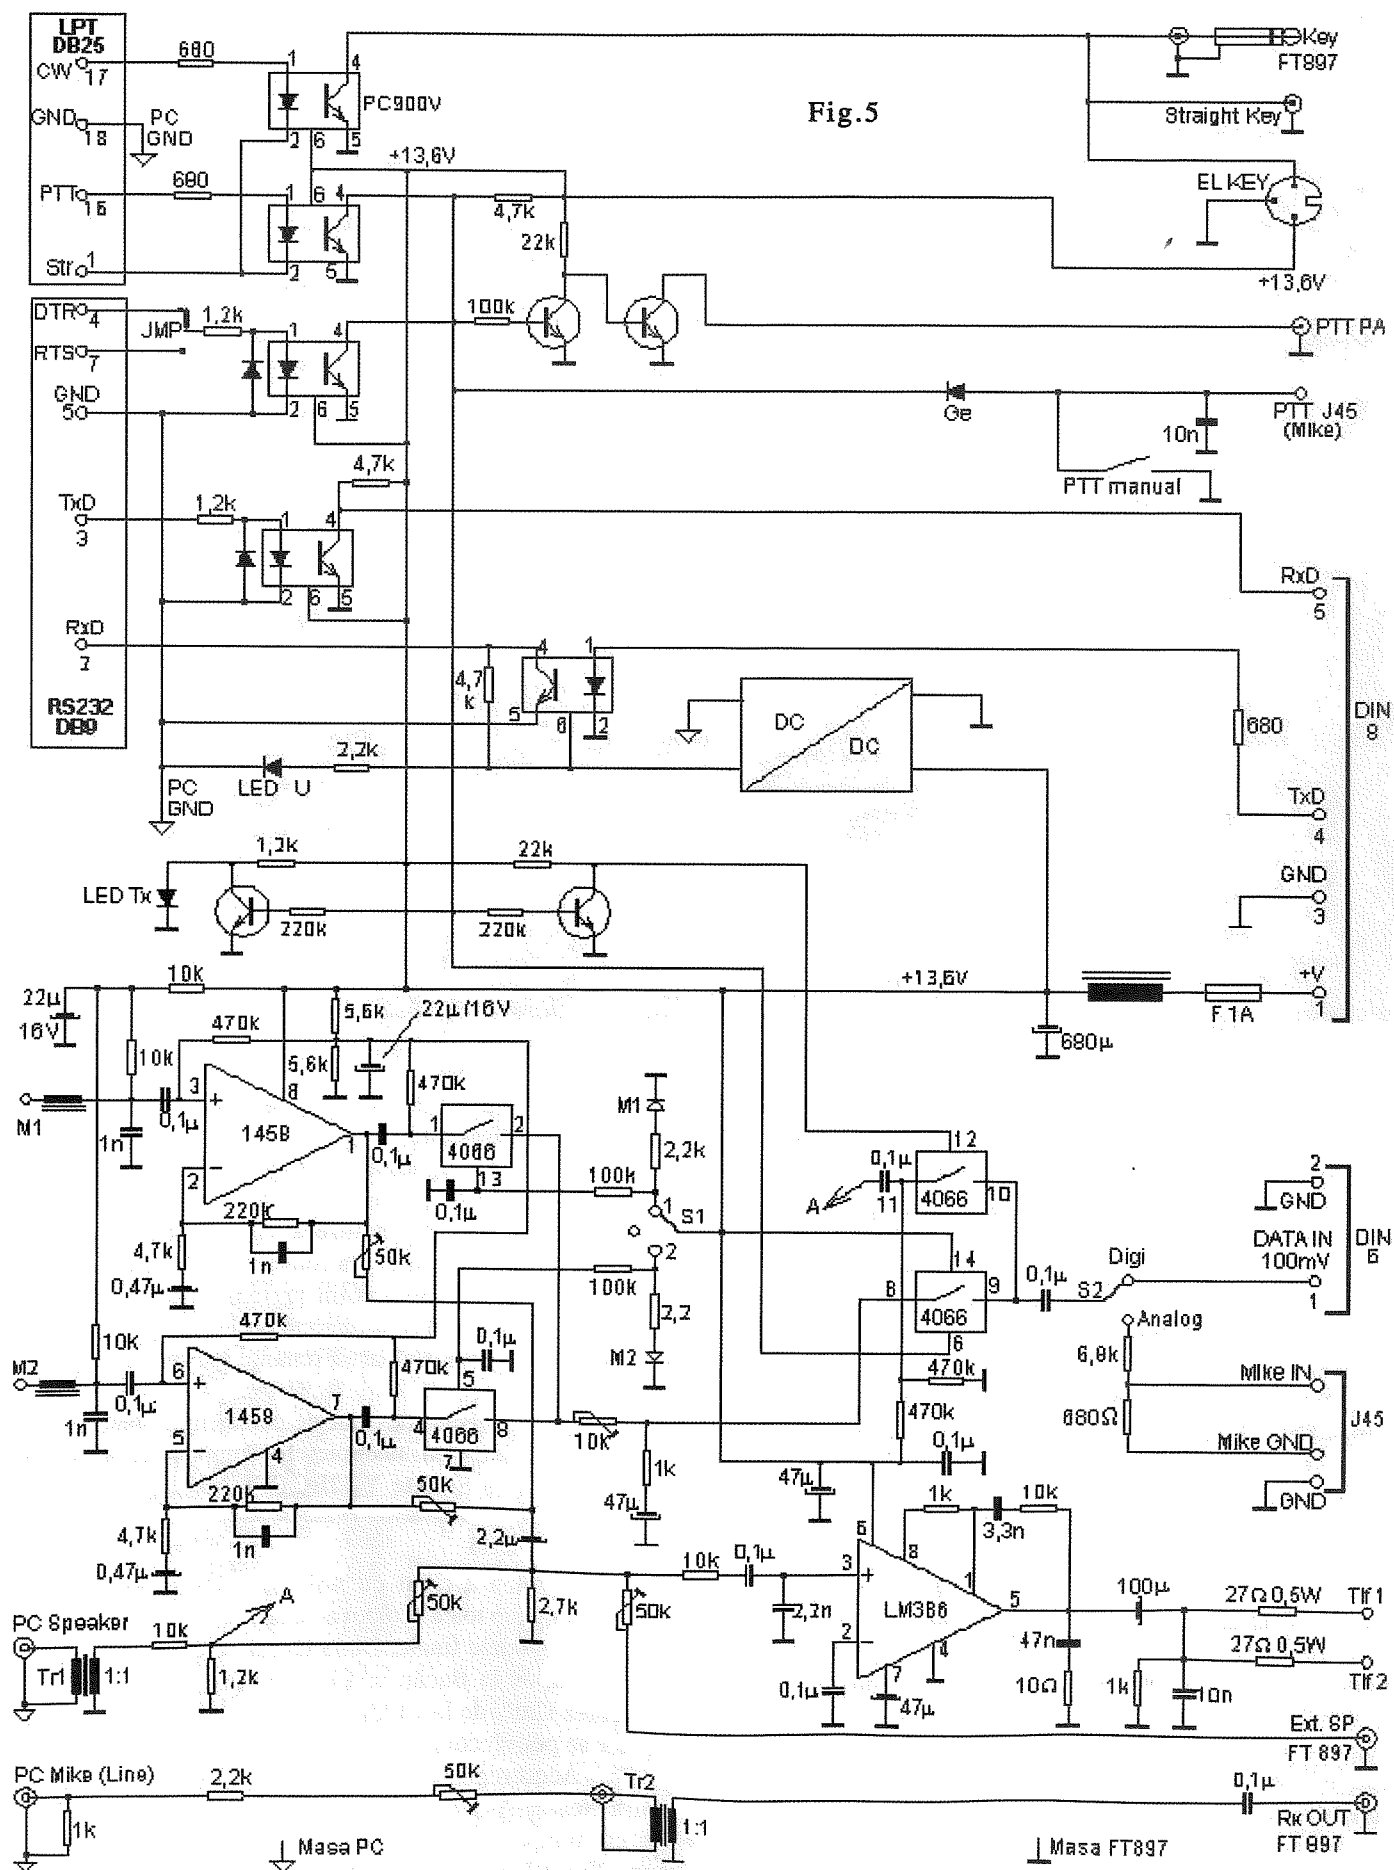 LPT
DB25
CW 17
680
1
4
Key
FT897
PC900V
Fig.5
GND 18
PC
GND
2
6
5
+13,6V
Straight Key
PTT 16
680
1
6
4
4,7k
EL KEY
22k
Str 1
2
5
+13,6V
DTR 4
JMP
1,2k
1
4
100k
PTT PA
RTS 7
GND
5
2
6
5
Ge
10n
PTT J45
(Mike)
PTT manual
4,7k
TxD
3
1,2k
1
4
2
6
5
RxD
5
RxD
2
4
1
4,7
k
5
6
2
RS232
DB9
DC
DC
680
DIN
8
2,2k
LED U
PC
GND
TxD
4
1,2k
22k
LED Tx
220k
220k
GND
3
10k
+13,6V
+V
1
F1A
22µ
16V
470k
5,6k
22µ/16V
680µ
10k
5,6k
470k
M1
3
+
8
1458
1
0,1µ
1n
0,1µ
1
2
4066
13
M1
2,2k
12
0,1µ
4066
10
11
A
2
GND
2
−
220k
0,1µ
100k
1
S1
4,7k
1n
50k
2
100k
14
Digi
DATA IN
100mV
DIN
6
0,47µ
8
9
4066
0,1µ
S2
1
470k
2,2
6
Analog
10k
0,1µ
M2
6,8k
M2
6
+
470k
5
470k
Mike IN
0,1µ
1n
1458
7
0,1µ
4
8
4066
7
10k
470k
680Ω
J45
5
−
4
Mike GND
1k
0,1µ
220k
50k
47µ
47µ
1k
10k
GND
4,7k
1n
2,2µ
6
8
3,3n
0,47µ
10k
0,1µ
3
+
1
A
50k
2,7k
50k
2,2n
LM386
5
100µ
27Ω 0,5W
Tlf1
PC Speaker
10k
2
−
4
47n
27Ω 0,5W
Tr1
1:1
1,2k
7
0,1µ
47µ
10Ω
1k
10n
Tlf2
Ext. SP
FT 897
PC Mike (Line)
2,2k
50k
Tr2
0,1µ
1k
1:1
Rx OUT
FT 897
Masa PC
Masa FT897